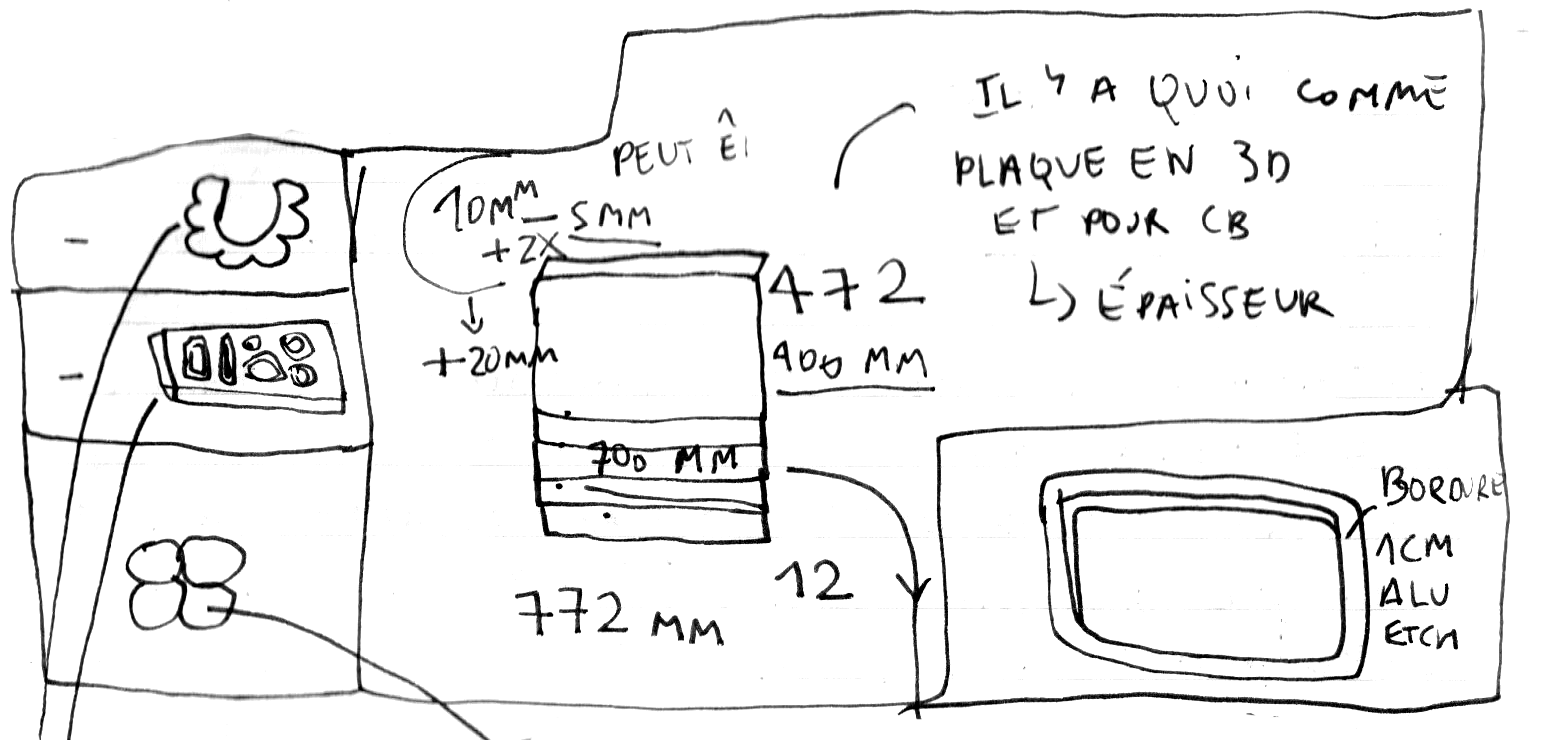 IL Y A QUOI COMME
PLAQUE EN 3D
ET POUR CB
↳ ÉPAISSEUR
PEUT
10MM — 5MM
+2X
↓
+20MM
472
400 MM
700 MM
12
772 MM
BORDURE
1CM
ALU
ETCH